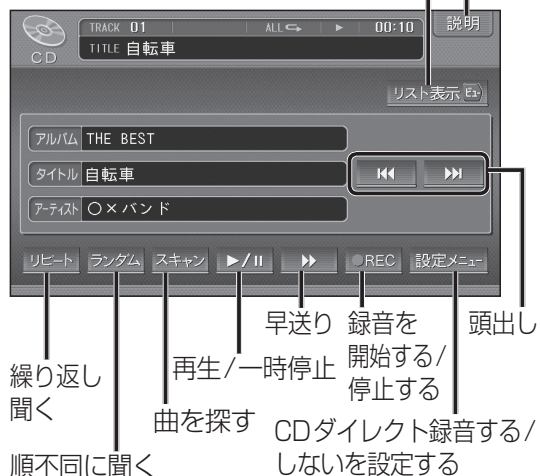 TRACK 01 ALL 00:10 説明
CD TITLE 自転車
リスト表示 ビュー
アルバム THE BEST
タイトル 自転車
アーティスト ○×バンド
リピート ランダム スキャン ►/II ►► ●REC 設定メニュー
早送り
録音を
開始する/
停止する
頭出し
再生/一時停止
繰り返し
聞く
曲を探す
CDダイレクト録音する/
しないを設定する
順不同に聞く